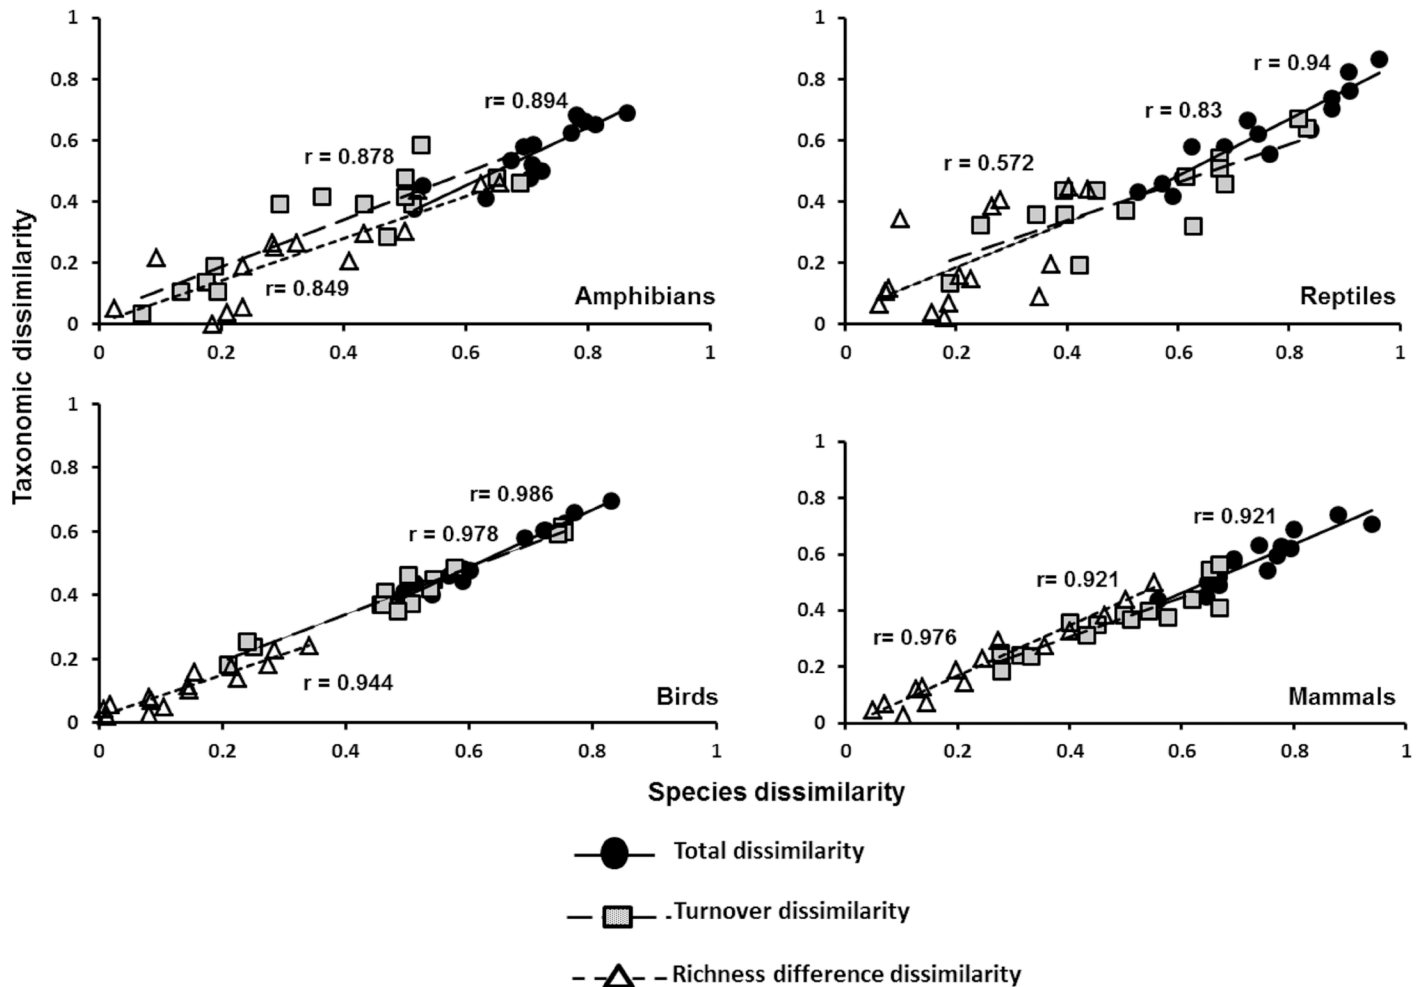 Taxonomic dissimilarity
1
0.8
0.6
0.4
0.2
0
r= 0.894
r = 0.878
r= 0.849
Amphibians
0 0.2 0.4 0.6 0.8 1
1
0.8
0.6
0.4
0.2
0
r = 0.94
r = 0.83
r = 0.572
Reptiles
0 0.2 0.4 0.6 0.8 1
1
0.8
0.6
0.4
0.2
0
r= 0.986
r = 0.978
r = 0.944
Birds
0 0.2 0.4 0.6 0.8 1
1
0.8
0.6
0.4
0.2
0
r= 0.921
r= 0.921
r= 0.976
Mammals
0 0.2 0.4 0.6 0.8 1
Species dissimilarity
Total dissimilarity
Turnover dissimilarity
Richness difference dissimilarity